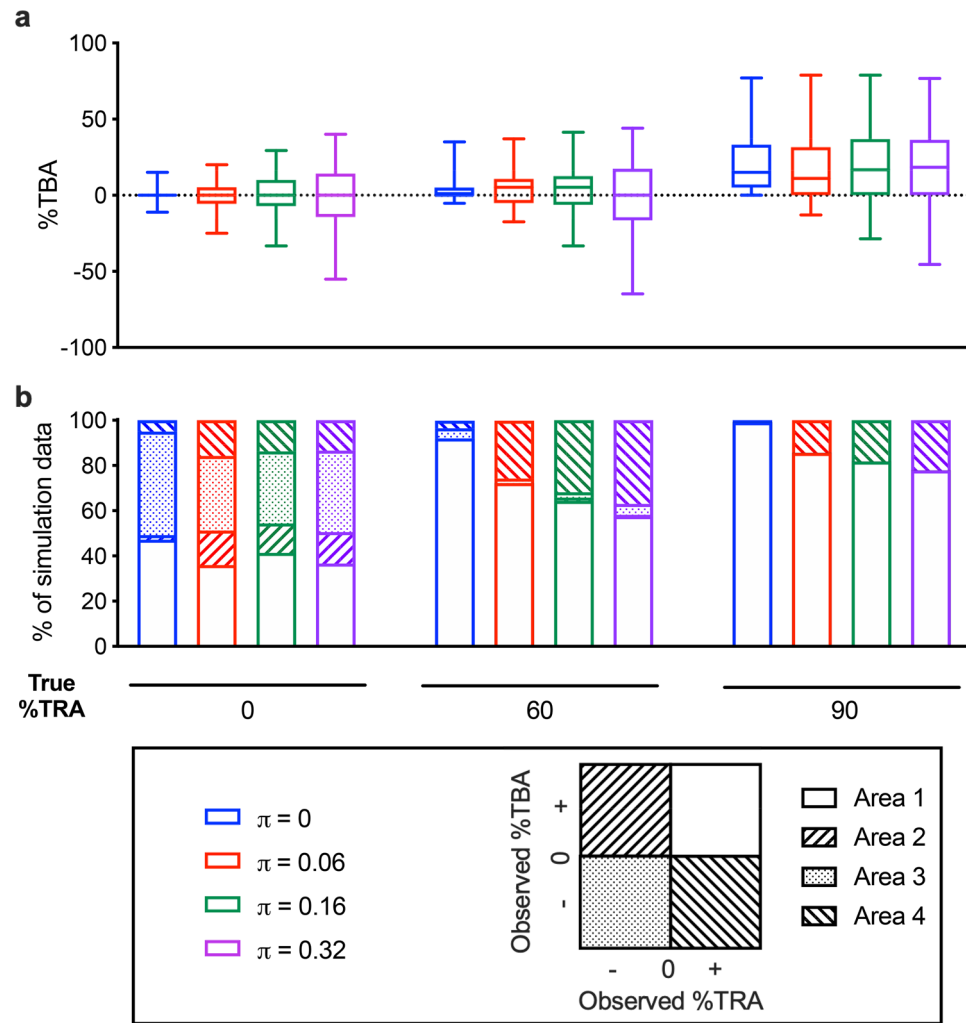 a
100
50
0
-50
-100
%TBA
b
100
80
60
40
20
0
% of simulation data
True
%TRA
0 60 90
π = 0
π = 0.06
π = 0.16
π = 0.32
Observed %TBA
+
0
-
- 0 +
Observed %TRA
Area 1
Area 2
Area 3
Area 4